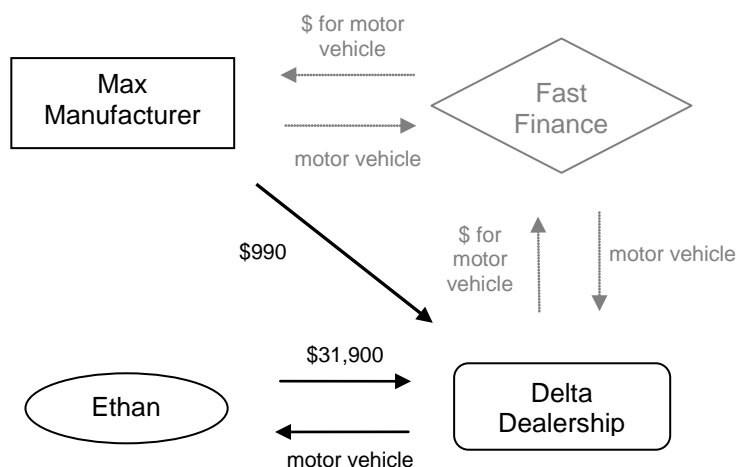 $ for motor
vehicle
Max
Manufacturer
Fast
Finance
motor vehicle
$990
$ for
motor
vehicle
motor vehicle
$31,900
Ethan
Delta
Dealership
motor vehicle